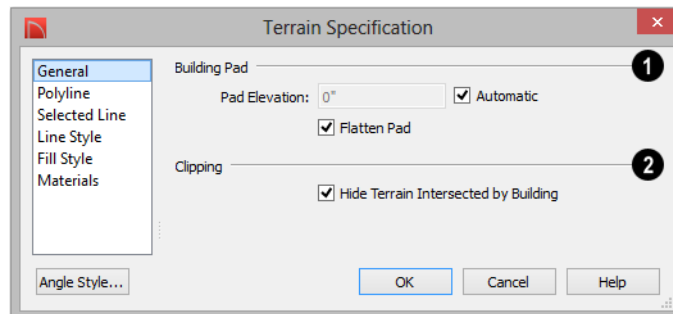 Terrain Specification
General
Polyline
Selected Line
Line Style
Fill Style
Materials
Building Pad
1
Pad Elevation: 0" Automatic
Flatten Pad
Clipping
2
Hide Terrain Intersected by Building
Angle Style...
OK
Cancel
Help